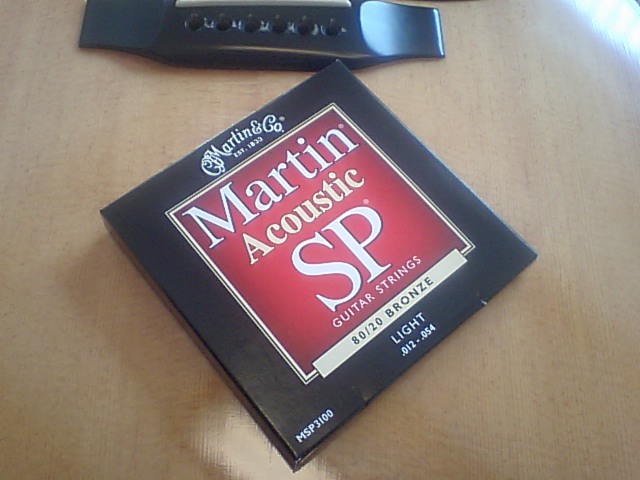 Martin & Co.
EST. 1833
Martin®
Acoustic
SP®
GUITAR STRINGS
80/20 BRONZE
LIGHT
.012-.054
MSP3100